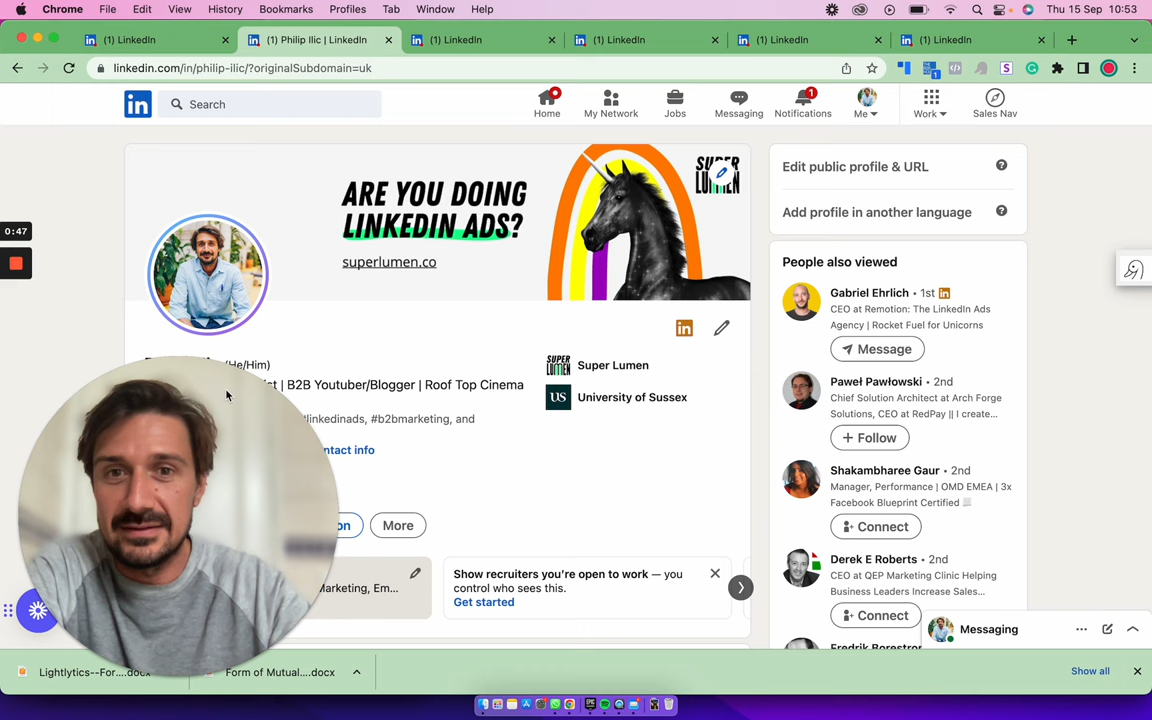 Chrome File Edit View History Bookmarks Profiles Tab Window Help Thu 15 Sep 10:53
(1) LinkedIn (1) Philip Ilic | LinkedIn (1) LinkedIn (1) LinkedIn (1) LinkedIn (1) LinkedIn
linkedin.com/in/philip-ilic/?originalSubdomain=uk
Search
Home My Network Jobs Messaging Notifications Me Work Sales Nav
0:47
ARE YOU DOING
LINKEDIN ADS?
superlumen.co
SUPER
LUMEN
(He/Him)
| B2B Youtuber/Blogger | Roof Top Cinema
#linkedinads, #b2bmarketing, and
Super Lumen
University of Sussex
More
Show recruiters you're open to work — you
control who sees this.
Get started
Edit public profile & URL
Add profile in another language
People also viewed
Gabriel Ehrlich • 1st
CEO at Remotion: The LinkedIn Ads
Agency | Rocket Fuel for Unicorns
Message
Paweł Pawłowski • 2nd
Chief Solution Architect at Arch Forge
Solutions, CEO at RedPay || I create...
Follow
Shakambharee Gaur • 2nd
Manager, Performance | OMD EMEA | 3x
Facebook Blueprint Certified
Connect
Derek E Roberts • 2nd
CEO at QEP Marketing Clinic Helping
Business Leaders Increase Sales...
Connect
Messaging
Lightlytics--For....docx Form of Mutual....docx Show all